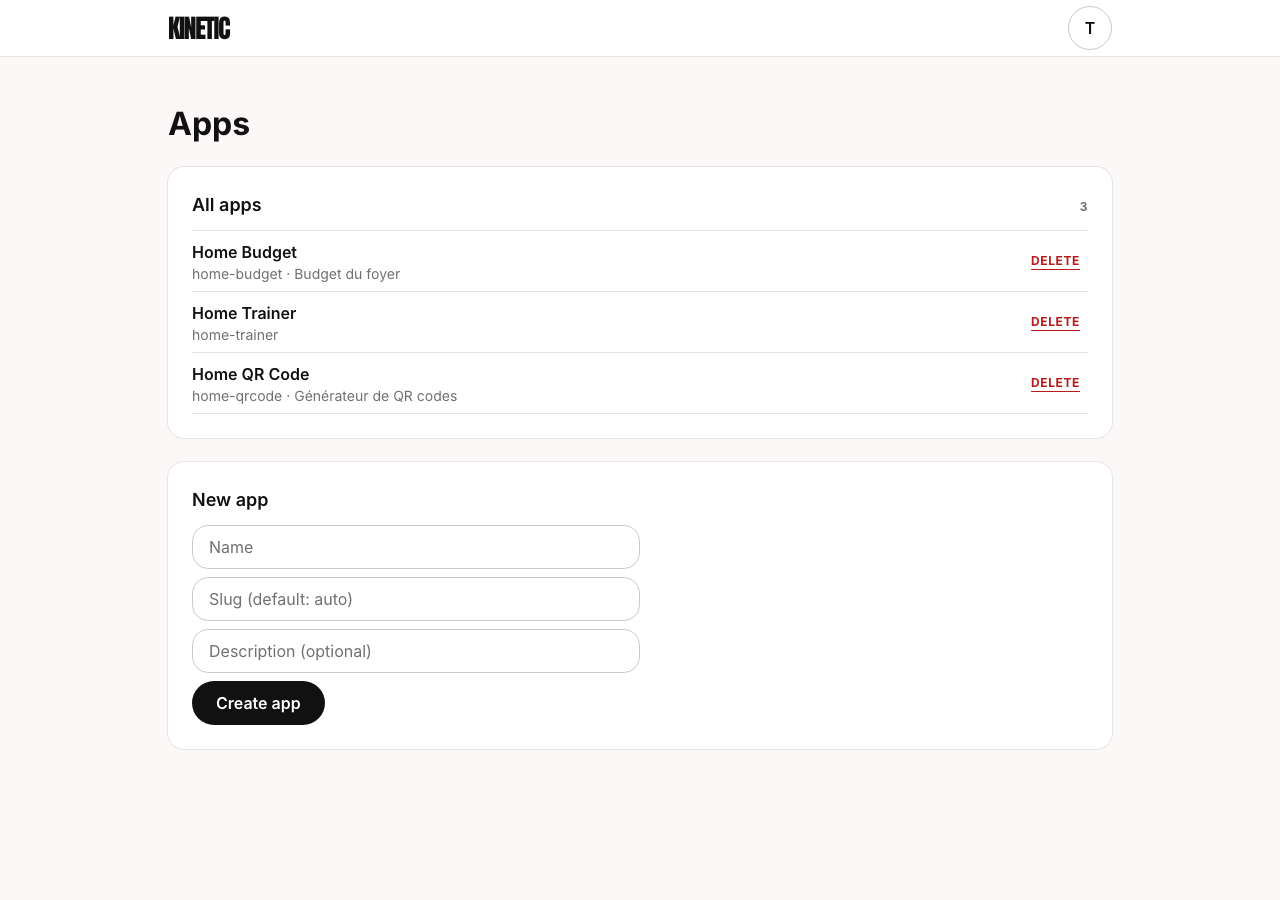 KINETIC
T
Apps
All apps
3
Home Budget
home-budget · Budget du foyer
DELETE
Home Trainer
home-trainer
DELETE
Home QR Code
home-qrcode · Générateur de QR codes
DELETE
New app
Name
Slug (default: auto)
Description (optional)
Create app